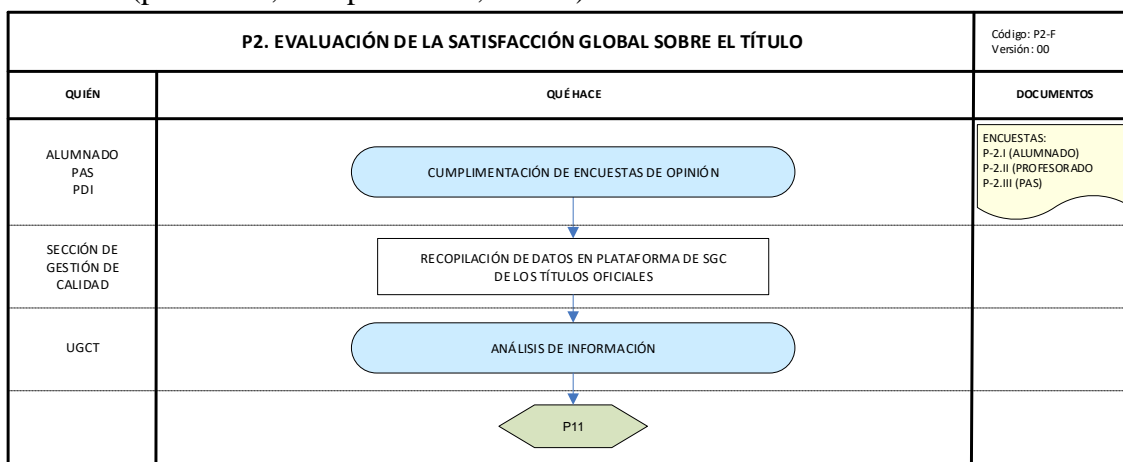 P2. EVALUACIÓN DE LA SATISFACCIÓN GLOBAL SOBRE EL TÍTULO
Código: P2-F
Versión: 00
QUIÉN
QUÉ HACE
DOCUMENTOS
ALUMNADO
PAS
PDI
CUMPLIMENTACIÓN DE ENCUESTAS DE OPINIÓN
ENCUESTAS:
P-2.I (ALUMNADO)
P-2.II (PROFESORADO
P-2.III (PAS)
SECCIÓN DE
GESTIÓN DE
CALIDAD
RECOPILACIÓN DE DATOS EN PLATAFORMA DE SGC
DE LOS TÍTULOS OFICIALES
UGCT
ANÁLISIS DE INFORMACIÓN
P11